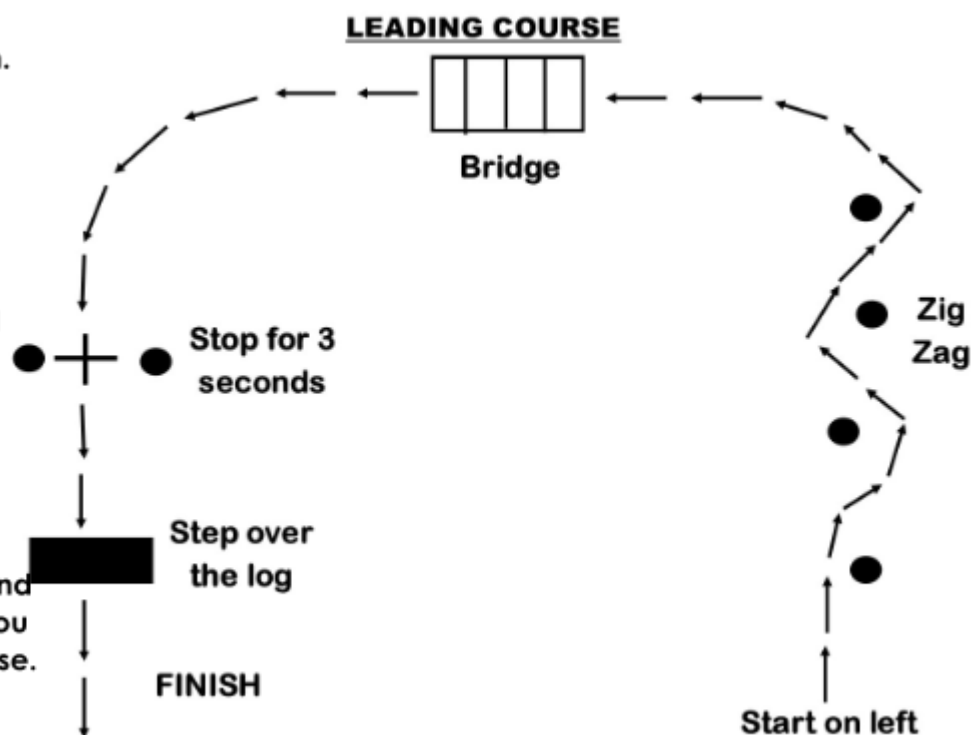 LEADING COURSE
Bridge
Zig
Zag
Stop for 3
seconds
Step over
the log
FINISH
Start on left